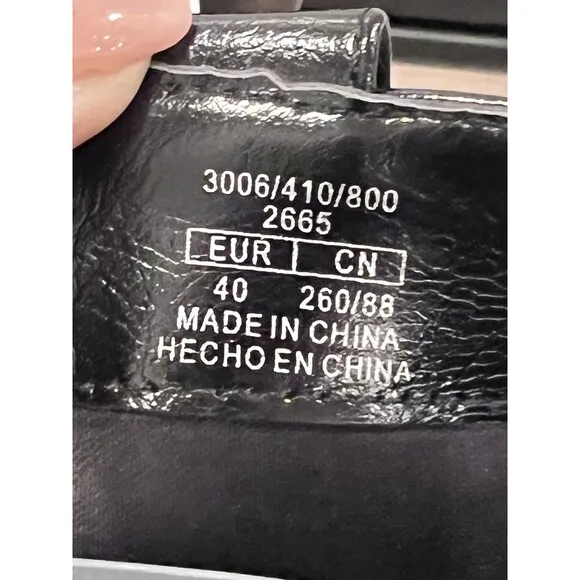 3006/410/800
2665
EUR CN
40 260/88
MADE IN CHINA
HECHO EN CHINA